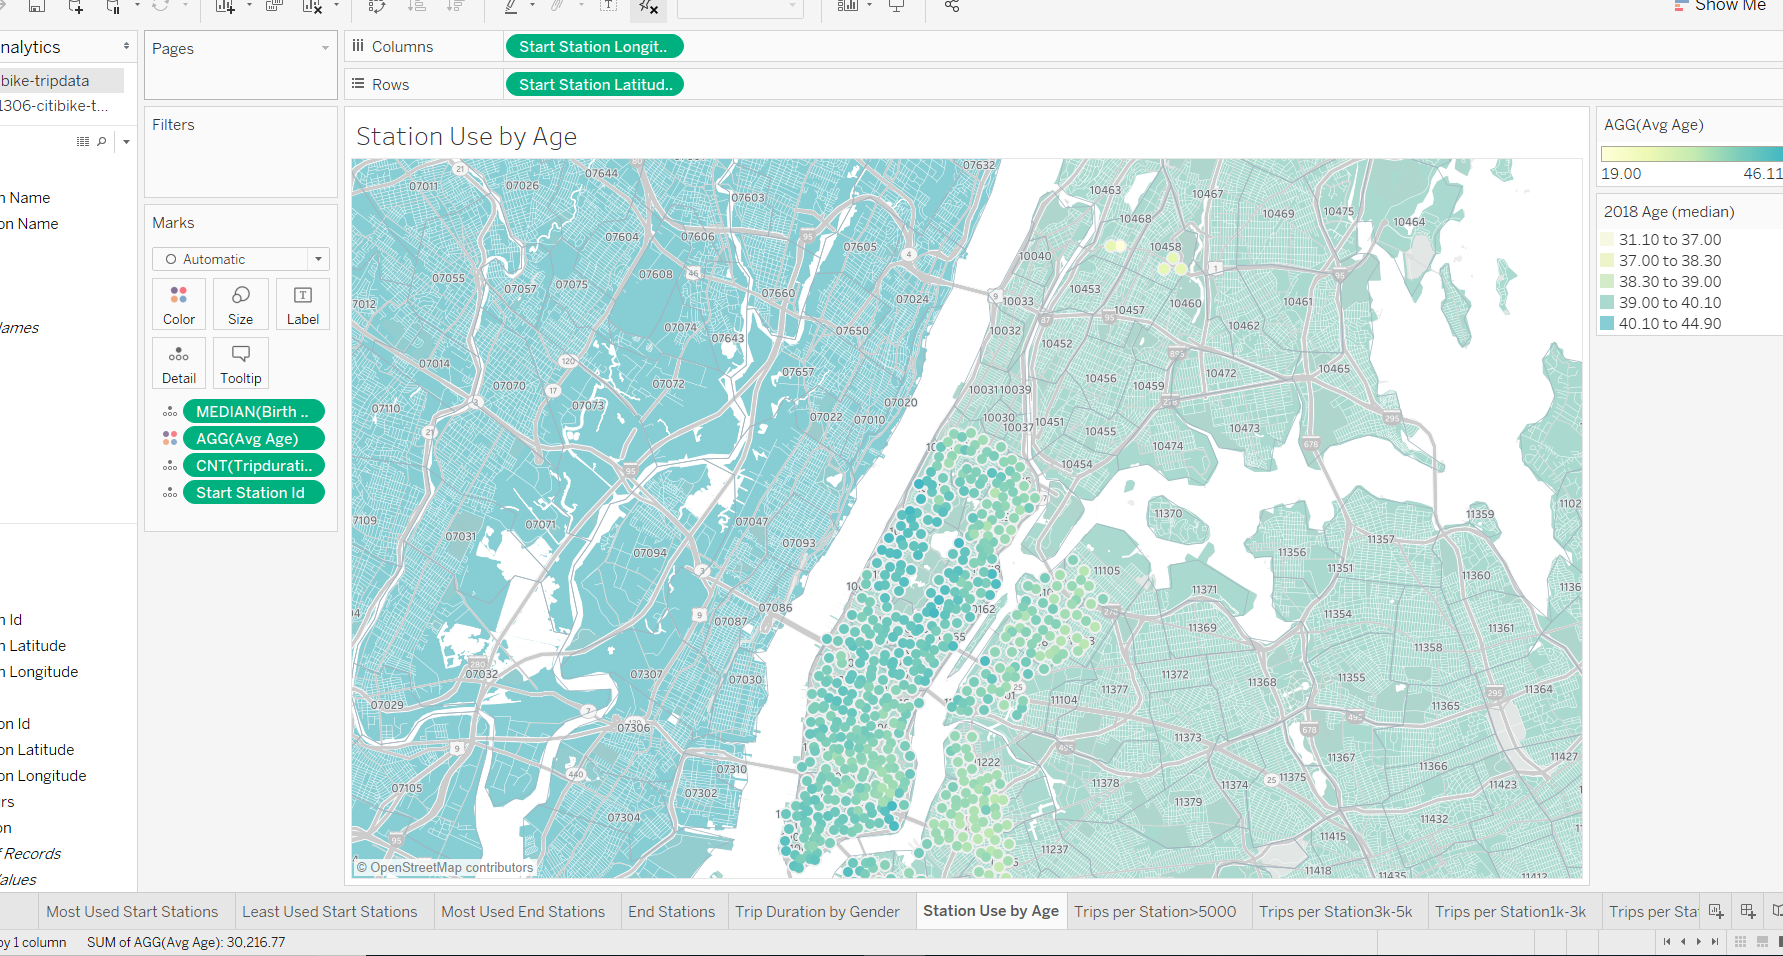 Show Me
nalytics
bike-tripdata
1306-citibike-t...
n Name
on Name
James
n Id
n Latitude
n Longitude
on Id
on Latitude
on Longitude
rs
on
f Records
Values
Pages
Filters
Marks
Automatic
Color
Size
Label
Detail
Tooltip
MEDIAN(Birth ..
AGG(Avg Age)
CNT(Tripdurati..
Start Station Id
Columns
Start Station Longit..
Rows
Start Station Latitud..
Station Use by Age
07632
07644
07011
07026
07603
10463
10467
10469
10475
10464
10468
07604
07606
07605
10458
10040
07055
07608
07057
07075
07660
07024
10453
10033
10460
10461
10457
7012
07074
07650
10032
10462
07643
10452
07014
07657
10465
07072
10456
10459
10472
07070
10031
10039
07110
07073
07020
07022
07010
10030
10037
10451
10455
10473
10474
10454
7109
07071
07047
07031
07093
07094
11370
11359
1102
11357
11356
11351
11360
1136
11105
11371
07086
07087
11354
11369
11361
11358
07032
07307
07030
11372
11368
11355
11377
11364
07029
11104
11365
07306
11373
11367
11427
11222
07310
11378
11374
11375
11366
11423
07105
07302
07304
11379
11432
11415
11237
11418
11435
11412
© OpenStreetMap contributors
AGG(Avg Age)
19.00
46.11
2018 Age (median)
31.10 to 37.00
37.00 to 38.30
38.30 to 39.00
39.00 to 40.10
40.10 to 44.90
Most Used Start Stations
Least Used Start Stations
Most Used End Stations
End Stations
Trip Duration by Gender
Station Use by Age
Trips per Station>5000
Trips per Station3k-5k
Trips per Station1k-3k
Trips per Sta
by 1 column
SUM of AGG(Avg Age): 30,216.77